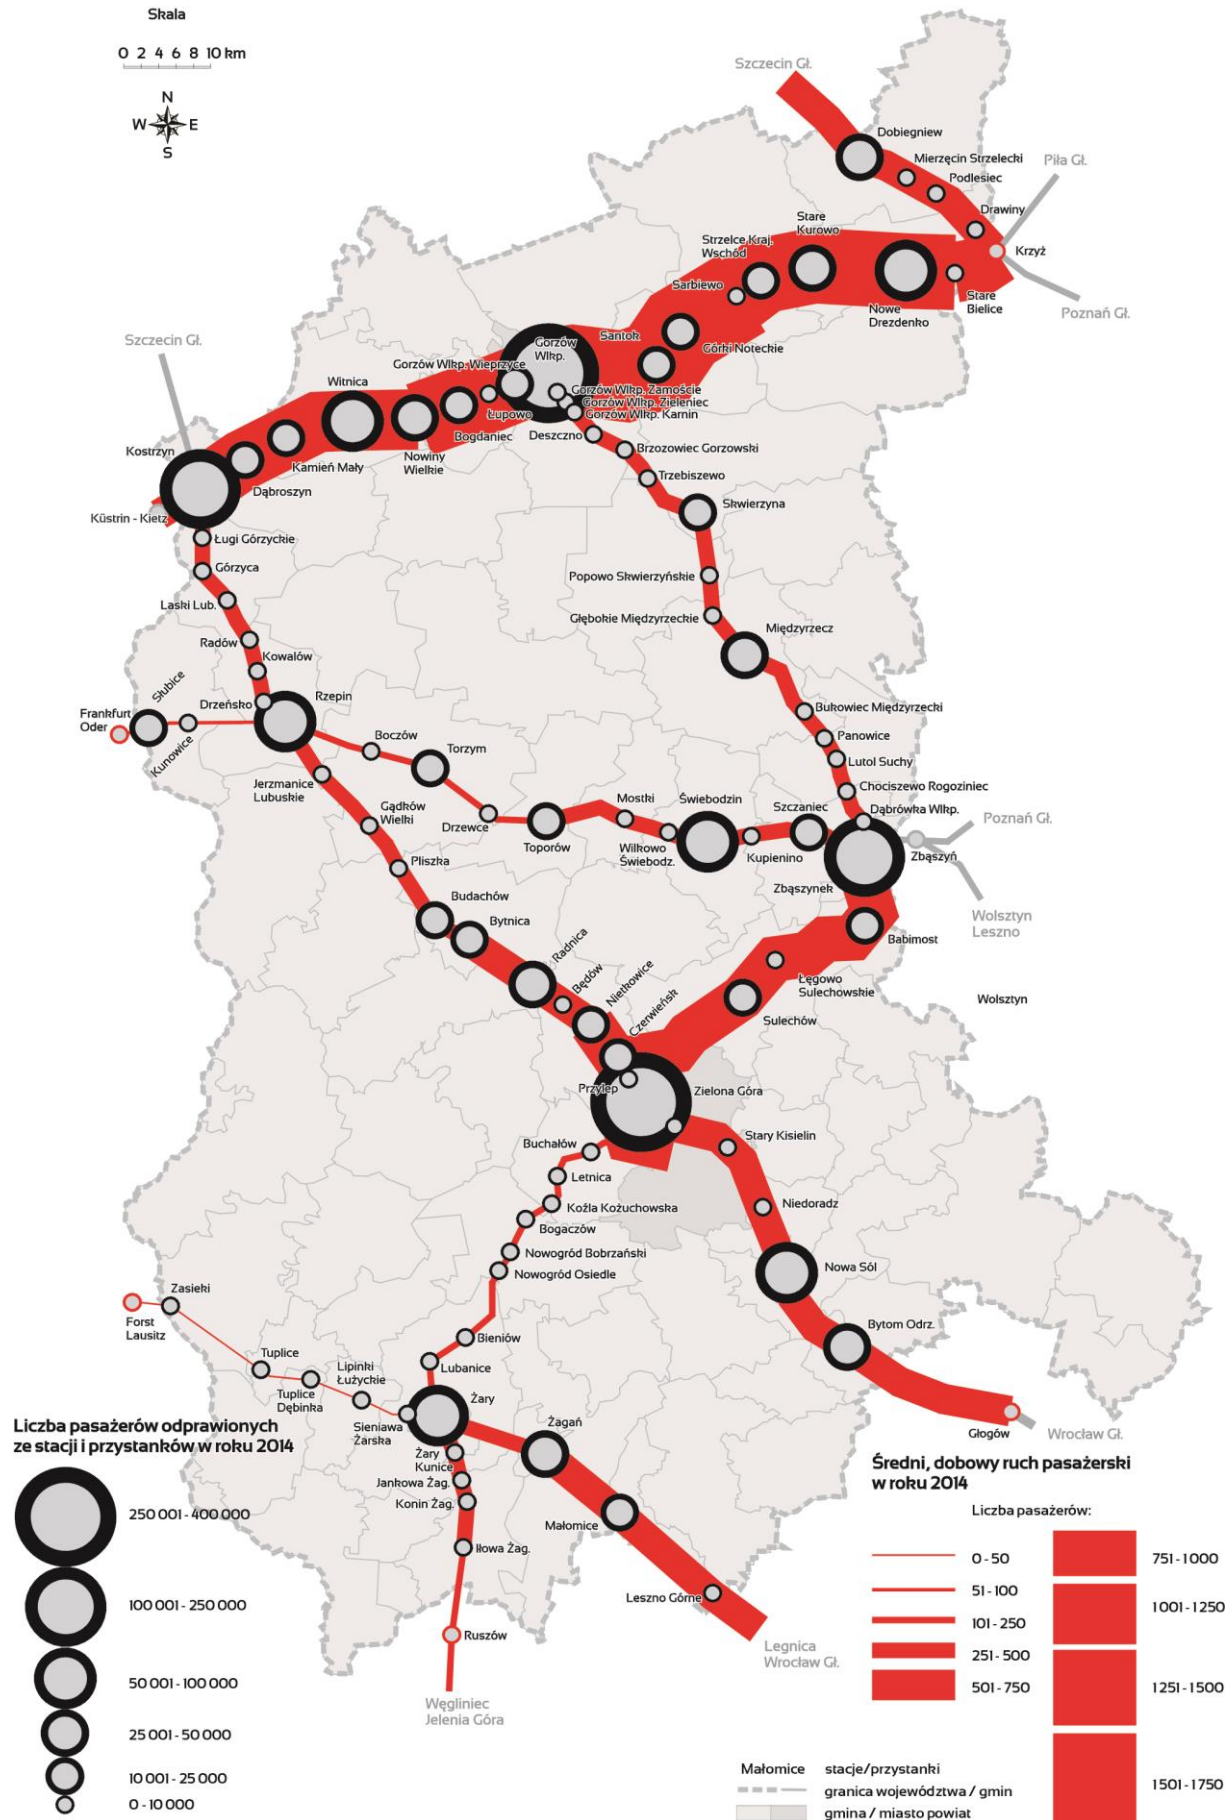 Skala
0 2 4 6 8 10 km
N
W E
S
Szczecin Gł.
Dobiegniew
Mierzęcin Strzelecki
Podlesiec
Piła Gł.
Drawiny
Krzyż
Stare
Kurowo
Strzelce Kraj.
Wschód
Sarbiewo
Nowe
Drezdenko
Stare
Bielice
Poznań Gł.
Santok
Górki Noteckie
Szczecin Gł.
Gorzów
Wlkp.
Gorzów Wlkp. Wieprzyce
Witnica
Gorzów Wlkp. Zamoście
Gorzów Wlkp. Zieleniec
Gorzów Wlkp. Karnin
Łupowo
Bogdaniec
Deszczno
Nowiny
Wielkie
Kamień Mały
Kostrzyn
Dąbroszyn
Küstrin - Kietz
Brzozowiec Gorzowski
Trzebiszewo
Skwierzyna
Ługi Górzyckie
Górzyca
Laski Lub.
Radów
Kowalów
Popowo Skwierzyńskie
Głębokie Międzyrzeckie
Międzyrzecz
Słubice
Drzeńsko
Rzepin
Frankfurt
Oder
Kunowice
Boczów
Torzym
Bukowiec Międzyrzecki
Panowice
Lutol Suchy
Chociszewo Rogoziniec
Dąbrówka Wlkp.
Jerzmanice
Lubuskie
Gądków
Wielki
Drzewce
Toporów
Mostki
Świebodzin
Szczaniec
Wilkowo
Świebodz.
Kupienino
Poznań Gł.
Zbąszyń
Zbąszynek
Pliszka
Wolsztyn
Leszno
Budachów
Bytnica
Babimost
Radnica
Będów
Nietkowice
Czerwieńsk
Łęgowo
Sulechowskie
Wolsztyn
Sulechów
Przylep
Zielona Góra
Buchałów
Stary Kisielin
Letnica
Koźla Kożuchowska
Niedoradz
Bogaczów
Nowogród Bobrzański
Nowogród Osiedle
Nowa Sól
Zasieki
Forst
Lausitz
Bytom Odrz.
Bieniów
Tuplice
Lubanice
Lipinki
Łużyckie
Tuplice
Dębinka
Żary
Sieniawa
Żarska
Żagań
Głogów
Wrocław Gł.
Żary
Kunice
Jankowa Żag.
Konin Żag.
Małomice
Iłowa Żag.
Leszno Górne
Ruszów
Legnica
Wrocław Gł.
Węgliniec
Jelenia Góra
Liczba pasażerów odprawionych
ze stacji i przystanków w roku 2014
250 001 - 400 000
100 001 - 250 000
50 001 - 100 000
25 001 - 50 000
10 001 - 25 000
0 - 10 000
Średni, dobowy ruch pasażerski
w roku 2014
Liczba pasażerów:
0 - 50
51 - 100
101 - 250
251 - 500
501 - 750
751 - 1000
1001 - 1250
1251 - 1500
1501 - 1750
Małomice stacje/przystanki
granica województwa / gmin
gmina / miasto powiat